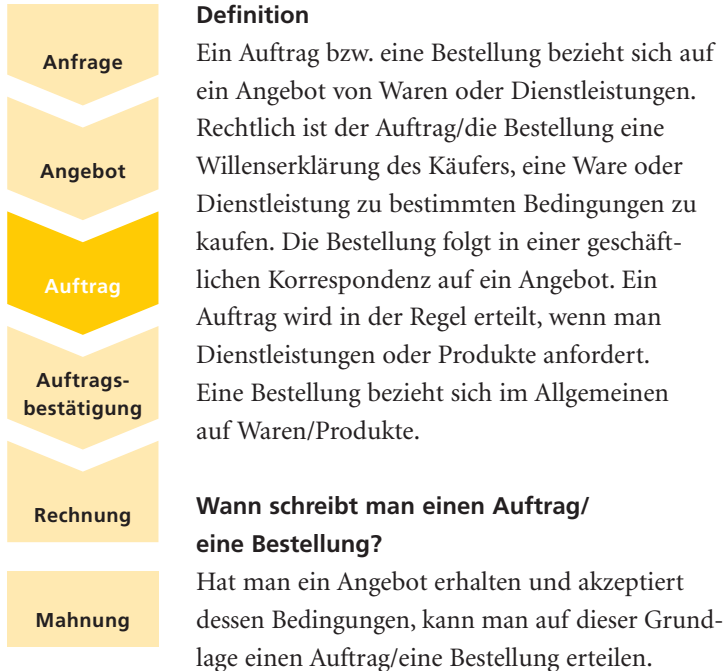 Anfrage
Angebot
Auftrag
Auftrags-
bestätigung
Rechnung
Mahnung
Definition
Ein Auftrag bzw. eine Bestellung bezieht sich auf
ein Angebot von Waren oder Dienstleistungen.
Rechtlich ist der Auftrag/die Bestellung eine
Willenserklärung des Käufers, eine Ware oder
Dienstleistung zu bestimmten Bedingungen zu
kaufen. Die Bestellung folgt in einer geschäft-
lichen Korrespondenz auf ein Angebot. Ein
Auftrag wird in der Regel erteilt, wenn man
Dienstleistungen oder Produkte anfordert.
Eine Bestellung bezieht sich im Allgemeinen
auf Waren/Produkte.
Wann schreibt man einen Auftrag/
eine Bestellung?
Hat man ein Angebot erhalten und akzeptiert
dessen Bedingungen, kann man auf dieser Grund-
lage einen Auftrag/eine Bestellung erteilen.